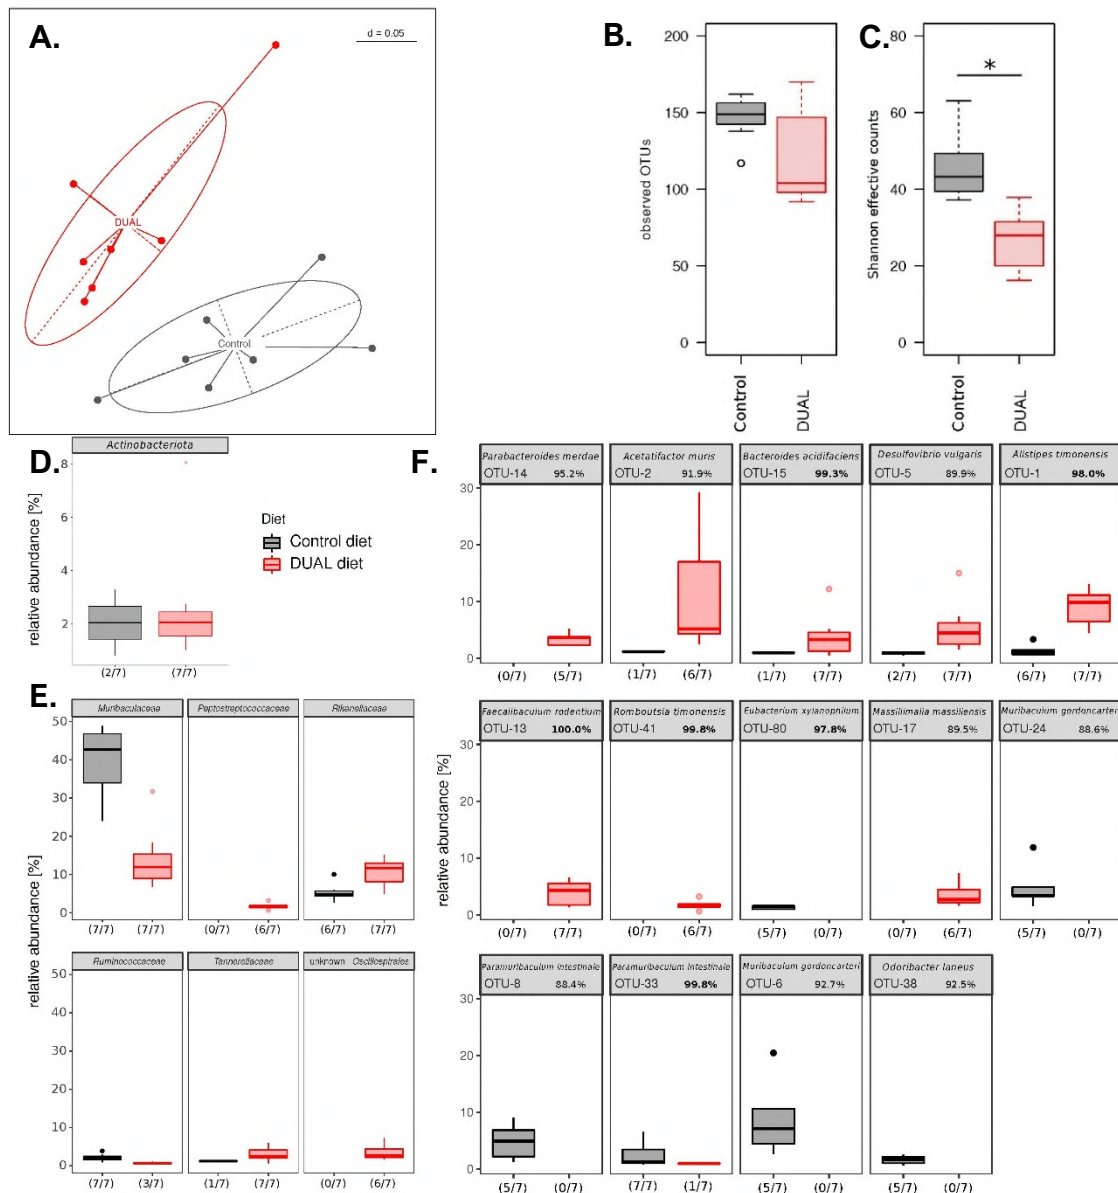 A.
d = 0.05
DUAL
Control
B.
observed OTUs
200
150
100
50
0
Control
DUAL
C.
Shannon effective counts
80
60
40
20
0
*
Control
DUAL
D.
Actinobacteriota
relative abundance [%]
8
6
4
2
(2/7) (7/7)
Diet
Control diet
DUAL diet
E.
relative abundance [%]
Muribaculaceae Peptostreptococcaceae Rikenellaceae
50
40
30
20
10
0
(7/7) (7/7) (0/7) (6/7) (7/7) (7/7)
Ruminococcaceae Tannerellaceae unknown Oscillospirales
50
40
30
20
10
0
(7/7) (3/7) (1/7) (7/7) (0/7) (6/7)
F.
relative abundance [%]
Parabacteroides merdae Acetatifactor muris Bacteroides acidifaciens Desulfovibrio vulgaris Alistipes timonensis
OTU-14 95.2% OTU-2 91.9% OTU-15 99.3% OTU-5 89.9% OTU-1 98.0%
30
20
10
0
(0/7) (5/7) (1/7) (6/7) (1/7) (7/7) (2/7) (7/7) (6/7) (7/7)
Faecalibaculum rodentium Romboutsia timonensis Eubacterium xylanophilum Massilimalia massiliensis Muribaculum gordoncarteri
OTU-13 100.0% OTU-41 99.8% OTU-80 97.8% OTU-17 89.5% OTU-24 88.6%
30
20
10
0
(0/7) (7/7) (0/7) (6/7) (5/7) (0/7) (0/7) (6/7) (5/7) (0/7)
Paramuribaculum intestinale Paramuribaculum intestinale Muribaculum gordoncarteri Odoribacter laneus
OTU-8 88.4% OTU-33 99.8% OTU-6 92.7% OTU-38 92.5%
30
20
10
0
(5/7) (0/7) (7/7) (1/7) (5/7) (0/7) (5/7) (0/7)